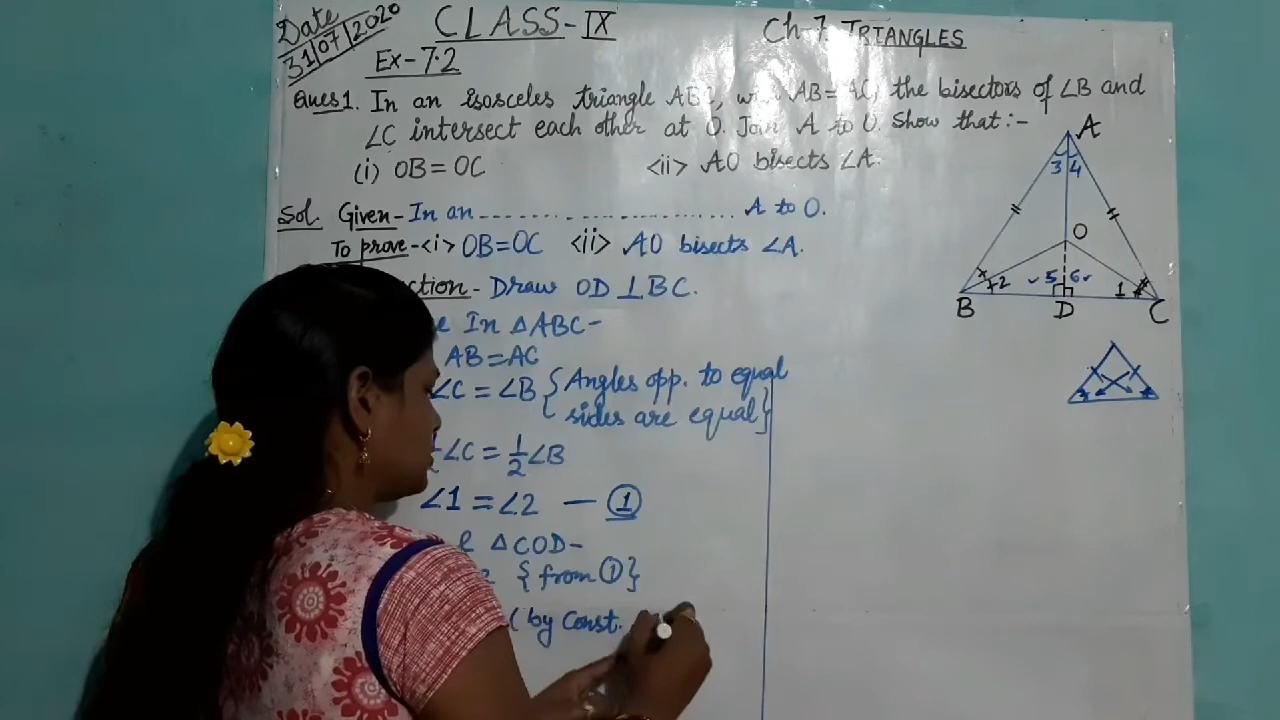 Date
31/07/2020
CLASS-IX
Ch-7 TRIANGLES
Ex-7.2
Ques1. In an isosceles triangle ABC, AB=AC, the bisectors of ∠B and
∠C intersect each other at O. Join A to O. Show that:-
(i) OB=OC <ii> AO bisects ∠A.
Sol. Given- In an ------------------ A to O.
To prove-<i> OB=OC <ii> AO bisects ∠A.
ction- Draw OD ⊥ BC.
In ΔABC-
AB=AC
∠C = ∠B {Angles opp. to equal
sides are equal}
∠C = 1/2 ∠B
∠1 = ∠2 — ①
& ΔCOD-
{from ①}
(by Const.
A
3 4
O
2 5 6 1
B D C